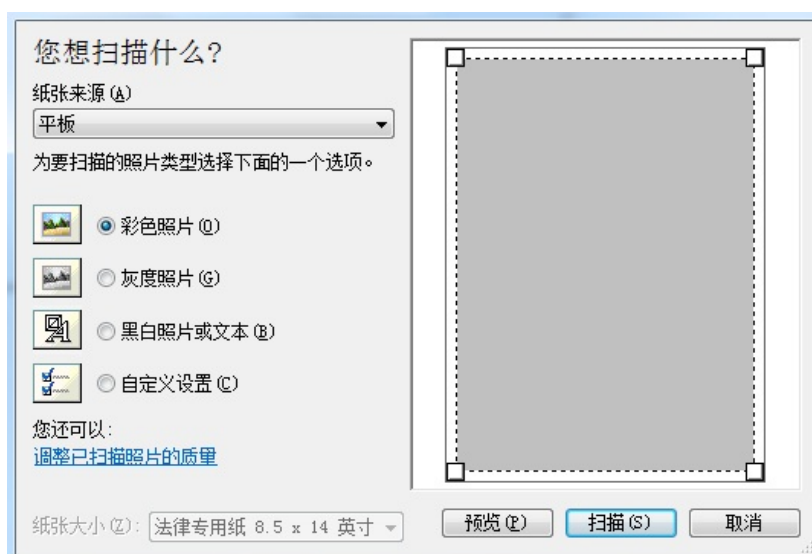 您想扫描什么?
纸张来源(A)
平板
为要扫描的照片类型选择下面的一个选项。
彩色照片(O)
灰度照片(G)
黑白照片或文本(B)
自定义设置(C)
您还可以:
调整已扫描照片的质量
纸张大小(Z): 法律专用纸 8.5 x 14 英寸
预览(P) 扫描(S) 取消